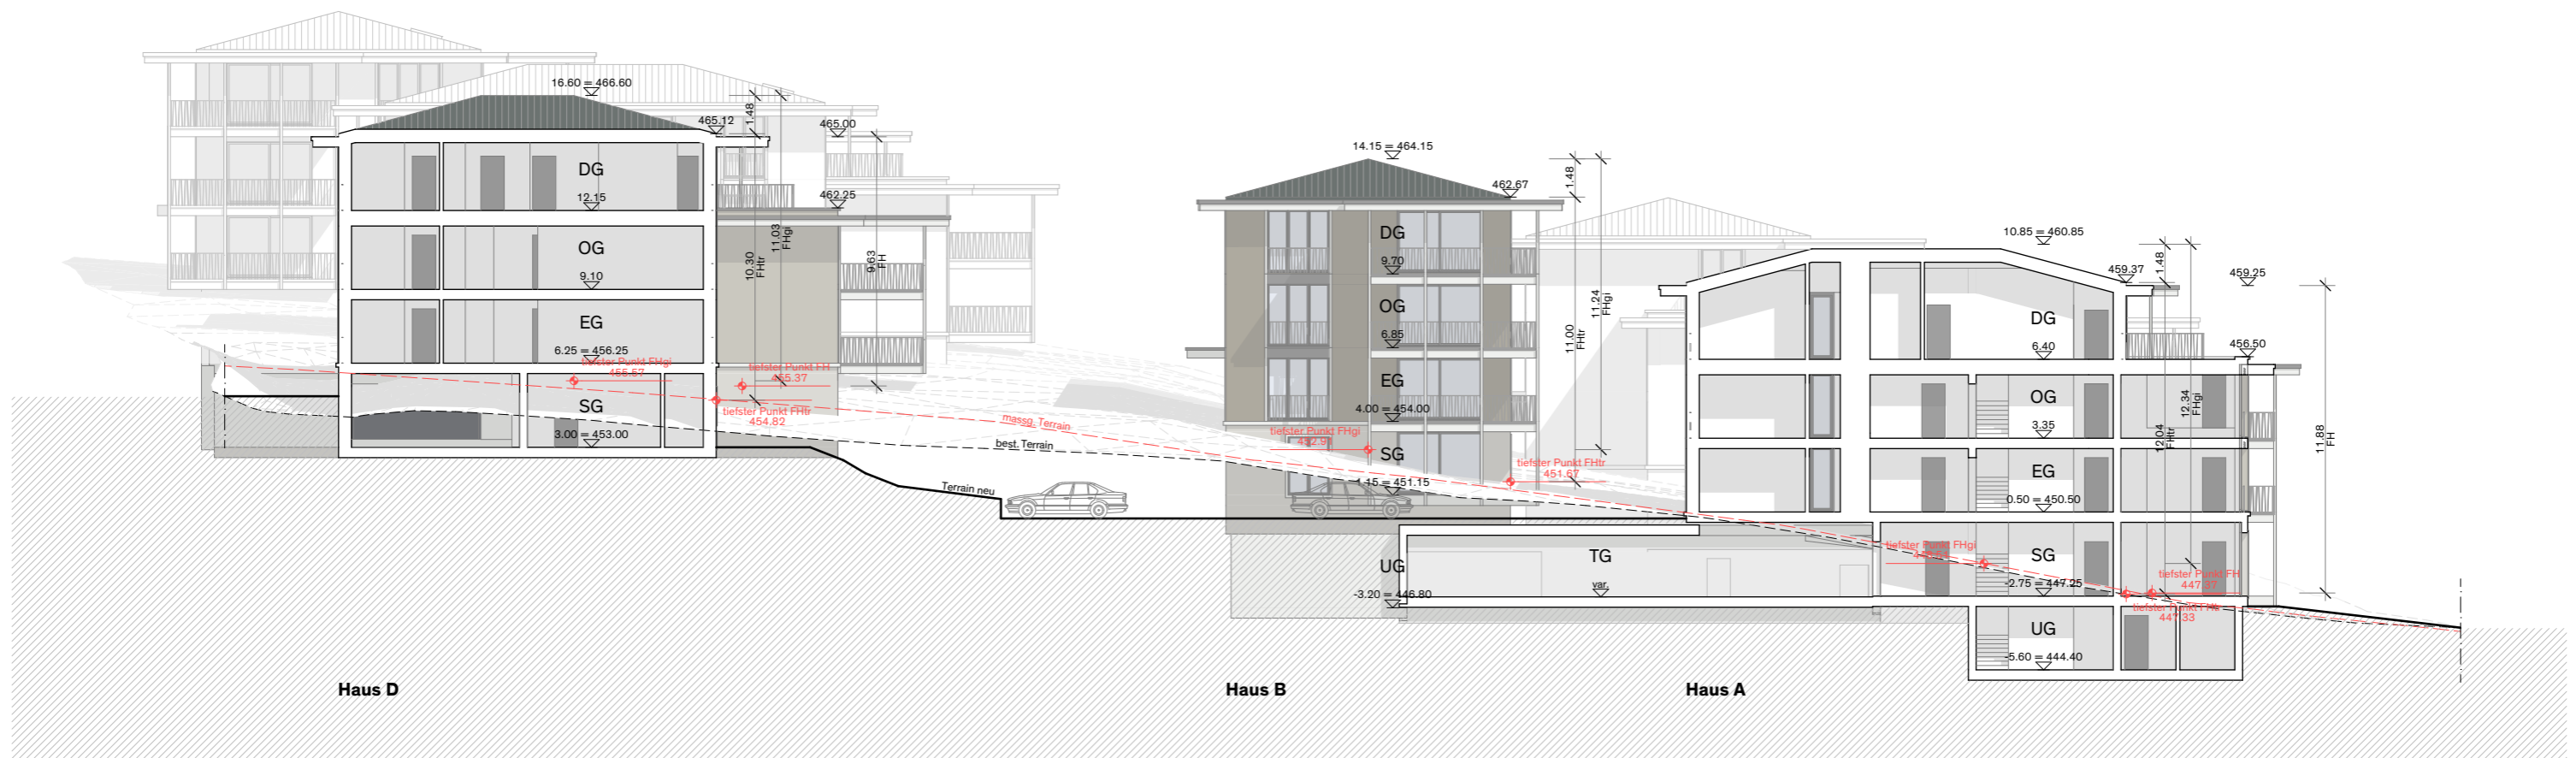 16.60 = 466.60
465.12
1.48
465.00
DG
12.15
462.25
OG
9.10
10.30
FHtr
11.03
FHgi
9.63
FH
EG
6.25 = 456.25
tiefster Punkt FHgi
455.57
tiefster Punkt FH
455.37
tiefster Punkt FHtr
454.82
SG
3.00 = 453.00
massg. Terrain
best. Terrain
Terrain neu
Haus D
14.15 = 464.15
462.67
1.48
DG
9.70
OG
6.85
11.24
FHgi
11.00
FHtr
EG
4.00 = 454.00
tiefster Punkt FHgi
SG
tiefster Punkt FHtr
451.67
1.15 = 451.15
UG
-3.20 = 446.80
TG
var.
Haus B
10.85 = 460.85
459.37
1.48
459.25
DG
6.40
456.50
OG
3.35
12.34
FHgi
12.04
FHtr
11.88
FH
EG
0.50 = 450.50
tiefster Punkt FHgi
SG
-2.75 = 447.25
tiefster Punkt FH
447.37
tiefster Punkt FHtr
447.33
UG
-5.60 = 444.40
Haus A